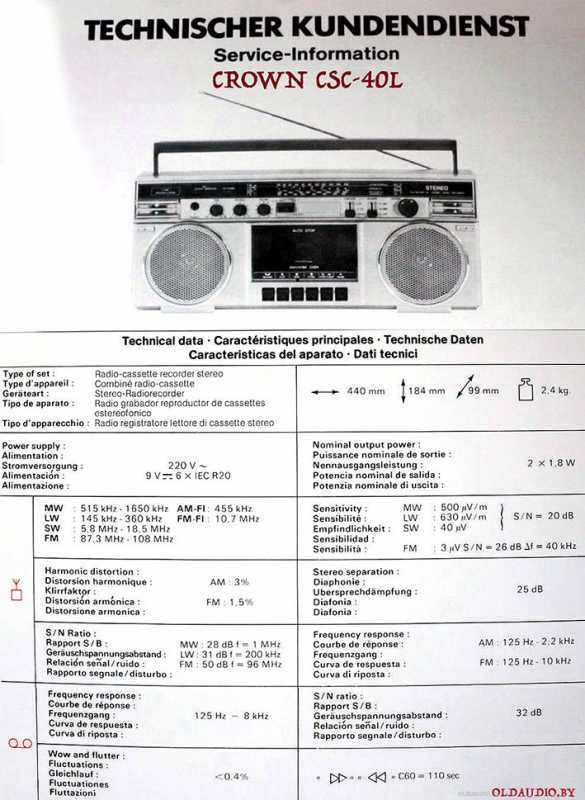 TECHNISCHER KUNDENDIENST
Service-Information
CROWN CSC-40L
STEREO
AUTO STOP
Technical data · Caractéristiques principales · Technische Daten
Caracteristicas del aparato · Dati tecnici
Type of set : Radio-cassette recorder stereo
Type d'appareil : Combiné radio-cassette
Geräteart : Stereo-Radiorecorder
Tipo de aparato : Radio grabador reproductor de cassettes
estereofonico
Tipo d'apparecchio : Radio registratore lettore di cassette stereo
440 mm 184 mm 99 mm 2,4 kg.
Power supply :
Alimentation :
Stromversorgung : 220 V ~
Alimentación : 9 V 6 × IEC R20
Alimentazione :
Nominal output power :
Puissance nominale de sortie :
Nennausgangsleistung : 2 × 1,8 W
Potencia nominal de salida :
Potenzia nominale di uscita :
MW : 515 kHz - 1650 kHz AM-FI : 455 kHz
LW : 145 kHz - 360 kHz FM-FI : 10,7 MHz
SW : 5,8 MHz - 18,5 MHz
FM : 87,3 MHz - 108 MHz
Sensitivity : MW : 500 µV/m
Sensibilité : LW : 630 µV/m S/N = 20 dB
Empfindlichkeit : SW : 40 µV
Sensibilidad :
Sensibilità : FM : 3 µV S/N = 26 dB Δf = 40 kHz
Harmonic distortion :
Distorsion harmonique : AM : 3%
Klirrfaktor :
Distorsión armónica : FM : 1,5%
Distorsione armonica :
Stereo separation :
Diaphonie :
Ubersprechdämpfung : 25 dB
Diafonia :
Diafonia :
S/N Ratio :
Rapport S/B : MW : 28 dB f = 1 MHz
Geräuschspannungsabstand : LW : 31 dB f = 200 kHz
Relación señal/ruido : FM : 50 dB f = 96 MHz
Rapporto segnale/disturbo :
Frequency response :
Courbe de réponse : AM : 125 Hz - 2,2 kHz
Frequenzgang :
Curva de respuesta : FM : 125 Hz - 10 kHz
Curva di riposta :
Frequency response :
Courbe de réponse :
Frequenzgang : 125 Hz – 8 kHz
Curva de respuesta :
Curva di riposta :
S/N ratio :
Rapport S/B :
Geräuschspannungsabstand : 32 dB
Relación señal/ruido :
Rapporto segnale/disturbo :
Wow and flutter :
Fluctuations :
Gleichlauf : <0.4%
Fluctuationes
Fluttazioni
C60 = 110 sec
OLDAUDIO.BY